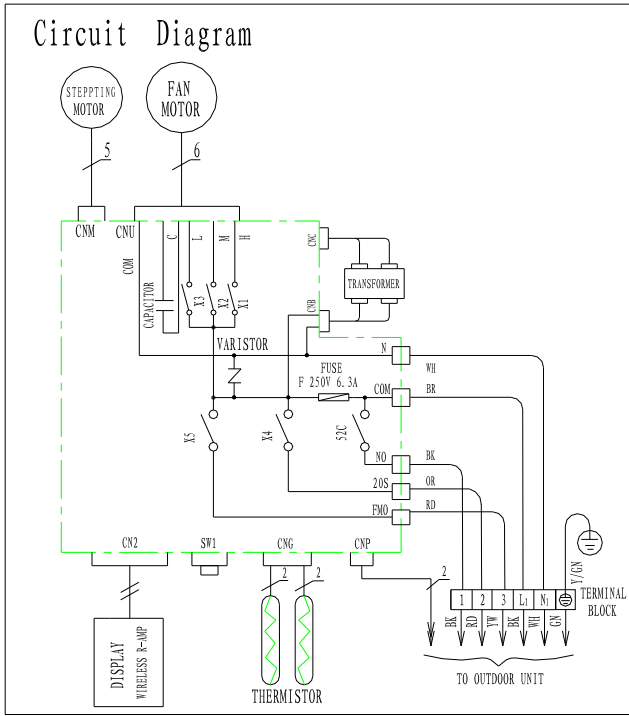 Circuit Diagram
STEPPTING
MOTOR
FAN
MOTOR
5
6
CNM
CNU
COM
CAPACITOR
C
L
M
H
X3
X2
X1
CNC
CNB
TRANSFORMER
VARISTOR
FUSE
F 250V 6.3A
N
WH
COM
BR
X5
X4
52C
NO
BK
20S
OR
FMO
RD
CN2
SW1
CNG
CNP
2
2
2
Y/GN
TERMINAL
BLOCK
1
2
3
L1
N1
BK
RD
YW
BK
WH
GN
DISPLAY
WIRELESS R-AMP
THERMISTOR
TO OUTDOOR UNIT